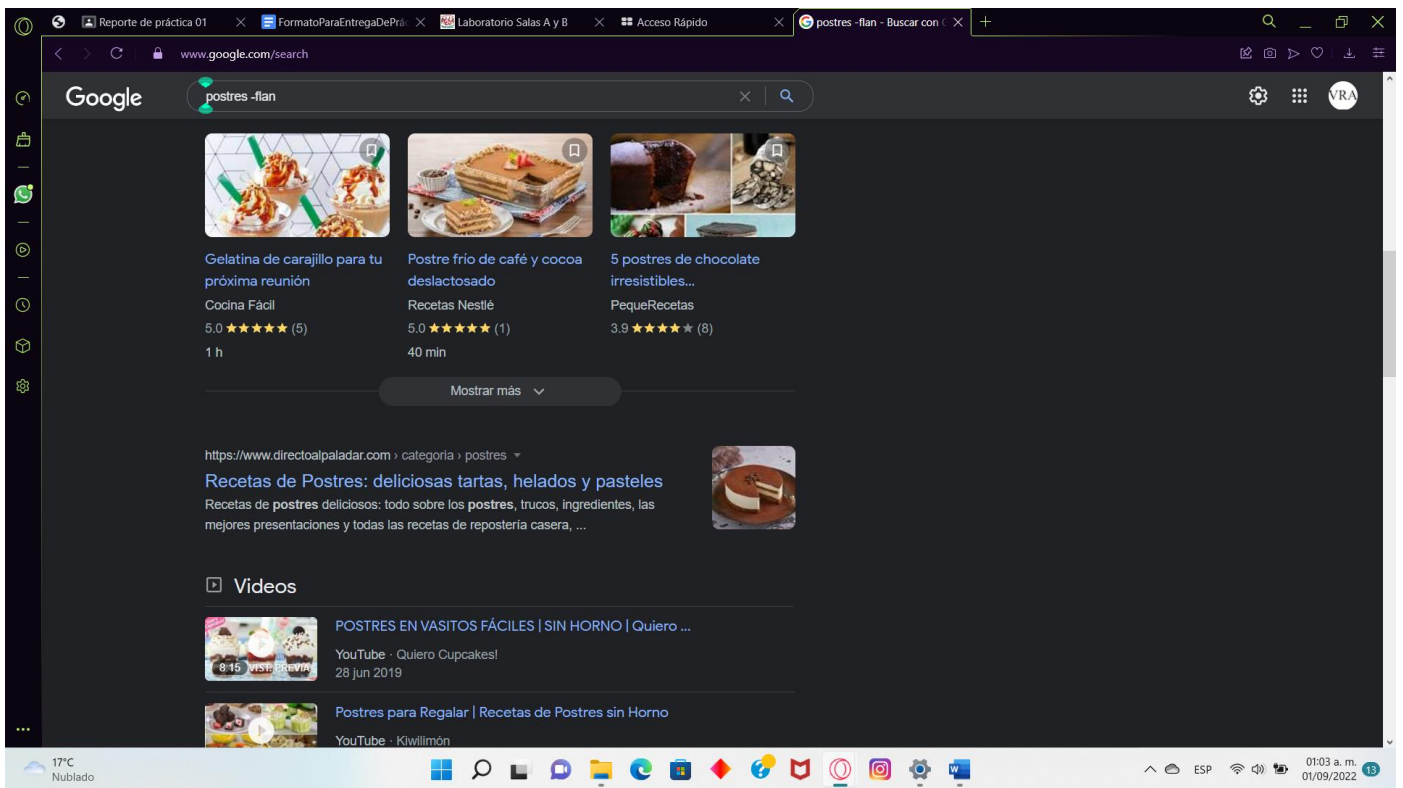 Reporte de práctica 01
FormatoParaEntregaDePrác
Laboratorio Salas A y B
Acceso Rápido
postres -flan - Buscar con G
www.google.com/search
Google
postres -flan
VRA
Gelatina de carajillo para tu
próxima reunión
Cocina Fácil
5.0 (5)
1 h
Postre frío de café y cocoa
deslactosado
Recetas Nestlé
5.0 (1)
40 min
5 postres de chocolate
irresistibles...
PequeRecetas
3.9 (8)
Mostrar más
https://www.directoalpaladar.com › categoria › postres
Recetas de Postres: deliciosas tartas, helados y pasteles
Recetas de postres deliciosos: todo sobre los postres, trucos, ingredientes, las
mejores presentaciones y todas las recetas de repostería casera, ...
Videos
8:15 VIST. PREVIA
POSTRES EN VASITOS FÁCILES | SIN HORNO | Quiero ...
YouTube · Quiero Cupcakes!
28 jun 2019
Postres para Regalar | Recetas de Postres sin Horno
YouTube · Kiwilimón
17°C
Nublado
ESP
01:03 a. m.
01/09/2022
13